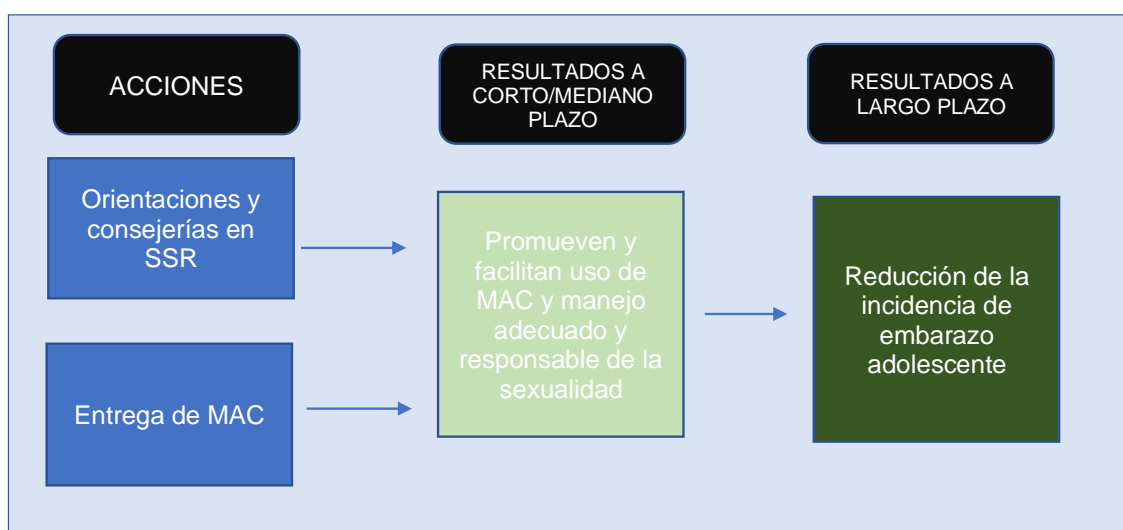 ACCIONES
RESULTADOS A
CORTO/MEDIANO
PLAZO
RESULTADOS A
LARGO PLAZO
Orientaciones y
consejerías en
SSR
Entrega de MAC
Promueven y
facilitan uso de
MAC y manejo
adecuado y
responsable de la
sexualidad
Reducción de la
incidencia de
embarazo
adolescente